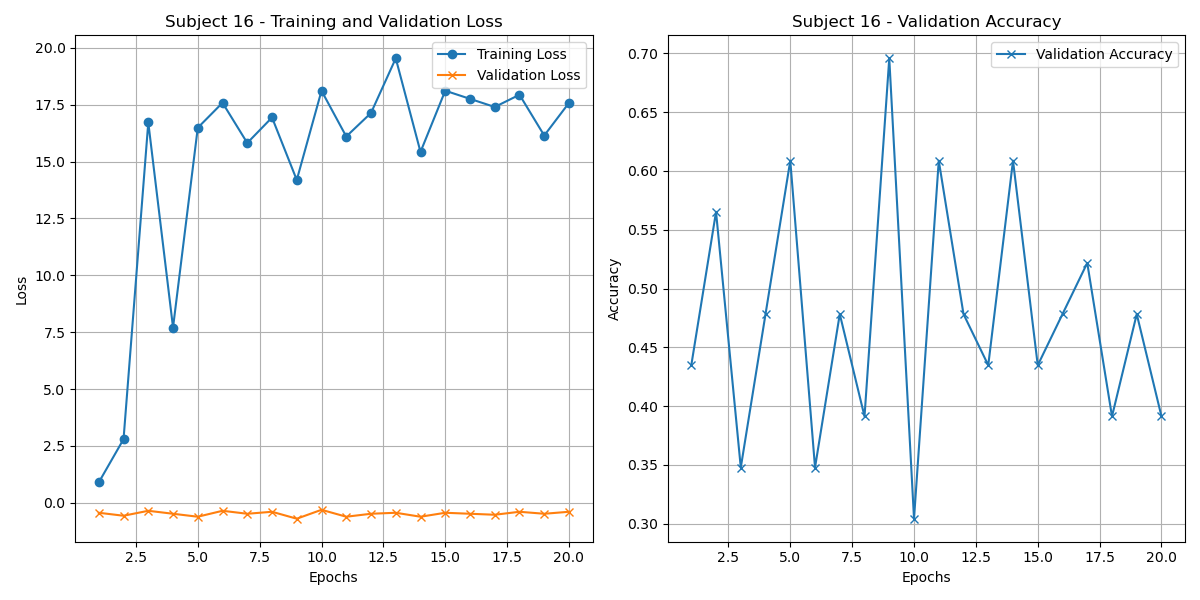 Subject 16 - Training and Validation Loss
20.0
17.5
15.0
12.5
10.0
7.5
5.0
2.5
0.0
Loss
Training Loss
Validation Loss
2.5 5.0 7.5 10.0 12.5 15.0 17.5 20.0
Epochs
Subject 16 - Validation Accuracy
0.70
0.65
0.60
0.55
0.50
0.45
0.40
0.35
0.30
Accuracy
Validation Accuracy
2.5 5.0 7.5 10.0 12.5 15.0 17.5 20.0
Epochs